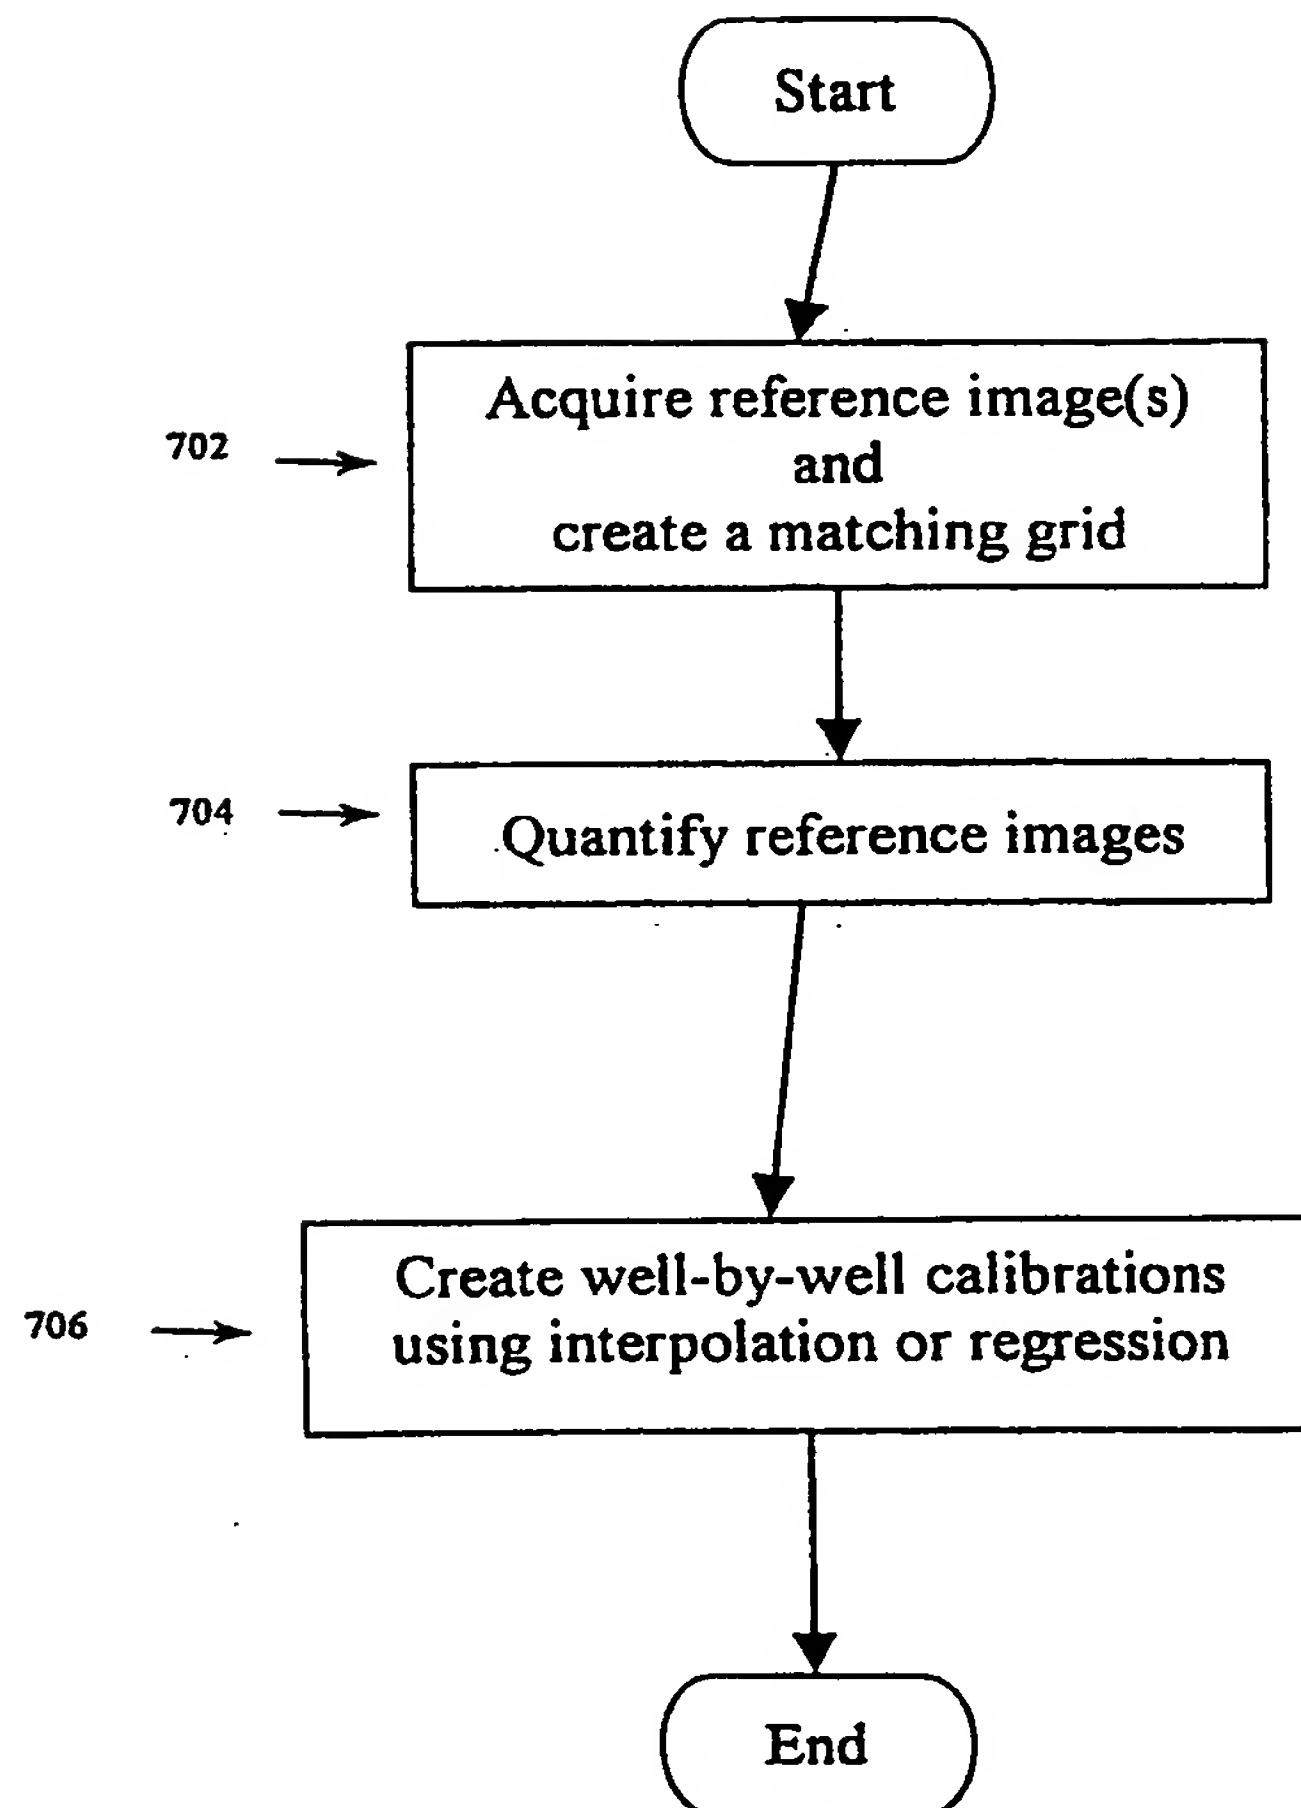 Start
702
Acquire reference image(s)
and
create a matching grid
704
Quantify reference images
706
Create well-by-well calibrations
using interpolation or regression
End